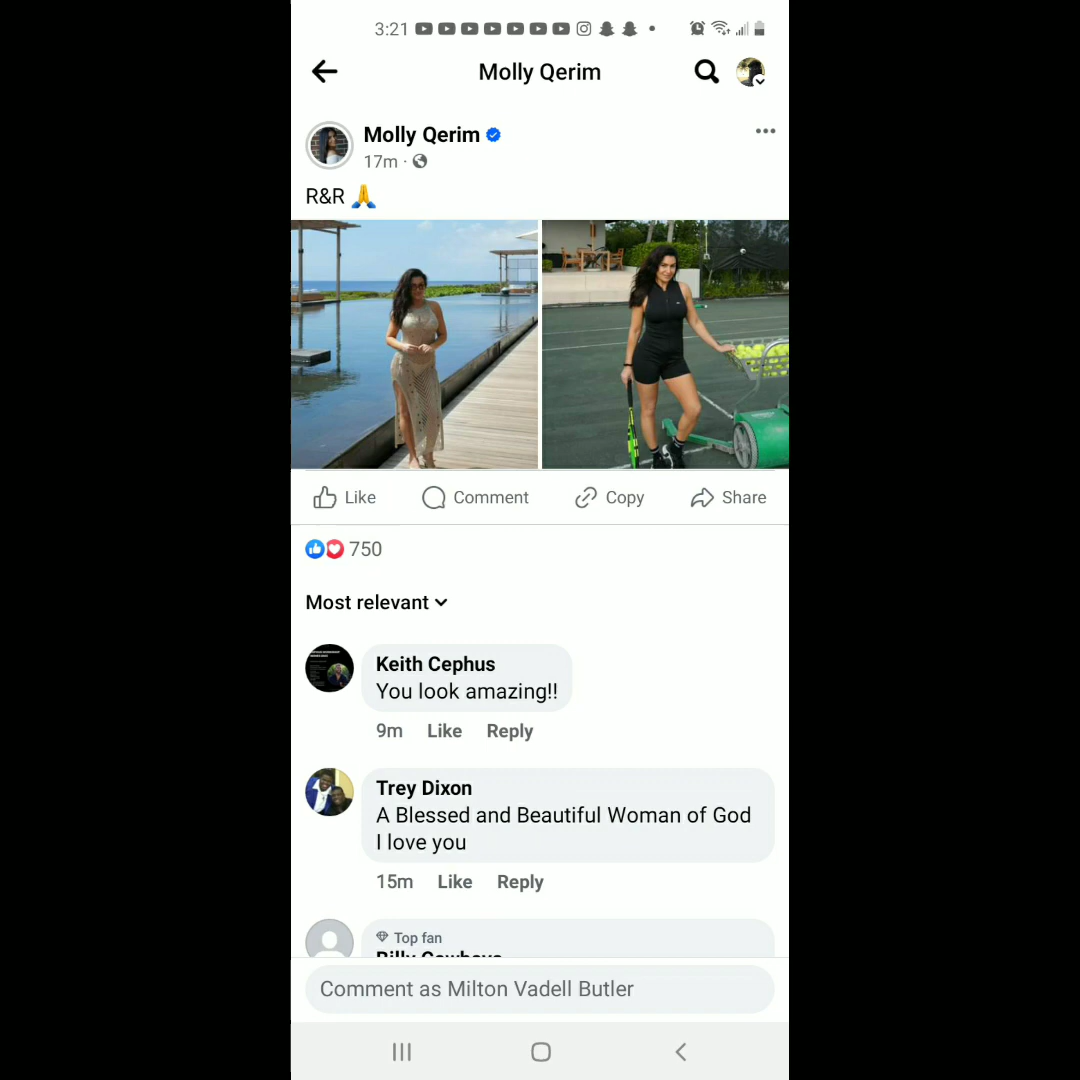 3:21
Molly Qerim
Molly Qerim
17m ·
R&R 🙏
Like Comment Copy Share
750
Most relevant
Keith Cephus
You look amazing!!
9m Like Reply
Trey Dixon
A Blessed and Beautiful Woman of God
I love you
15m Like Reply
Top fan
Billy Cowboys
Comment as Milton Vadell Butler